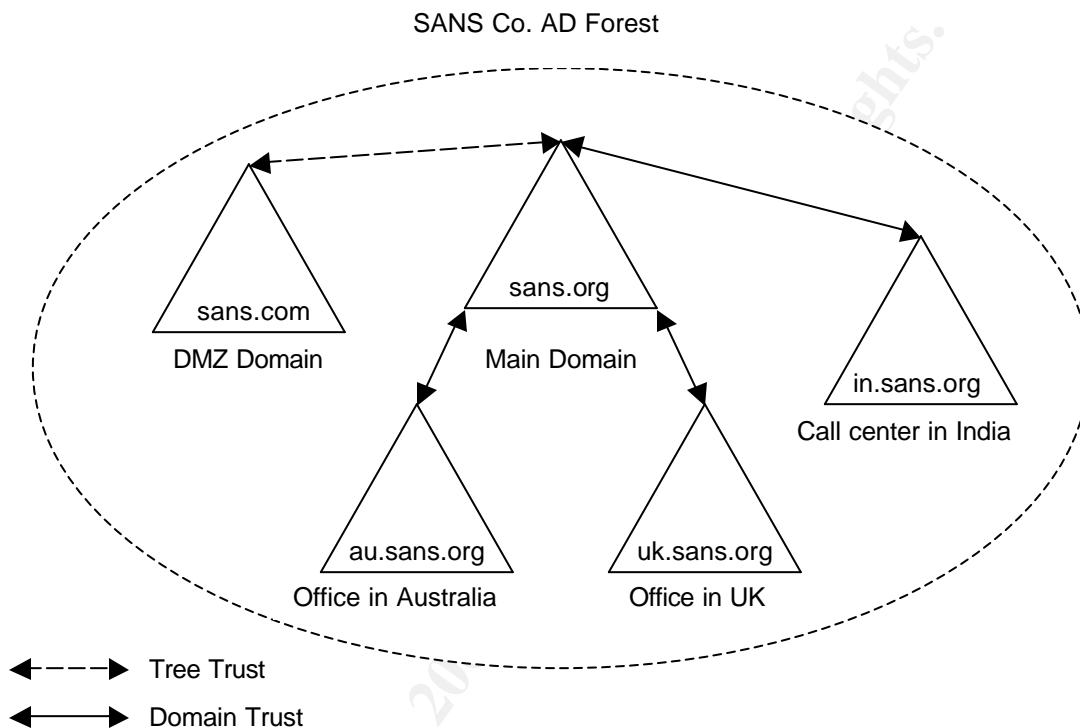 SANS Co. AD Forest
sans.com
DMZ Domain
sans.org
Main Domain
in.sans.org
Call center in India
au.sans.org
Office in Australia
uk.sans.org
Office in UK
Tree Trust
Domain Trust